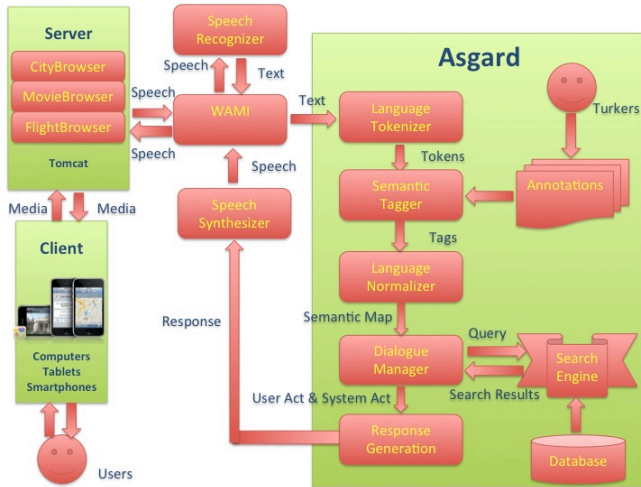 Server
CityBrowser
MovieBrowser
FlightBrowser
Tomcat
Media
Media
Client
Computers
Tablets
Smartphones
Users
Speech
Recognizer
Speech
Text
Speech
WAMI
Speech
Text
Speech
Speech
Synthesizer
Response
Asgard
Language
Tokenizer
Turkers
Tokens
Semantic
Tagger
Annotations
Tags
Language
Normalizer
Semantic Map
Dialogue
Manager
Query
Search
Engine
Search Results
User Act & System Act
Response
Generation
Database